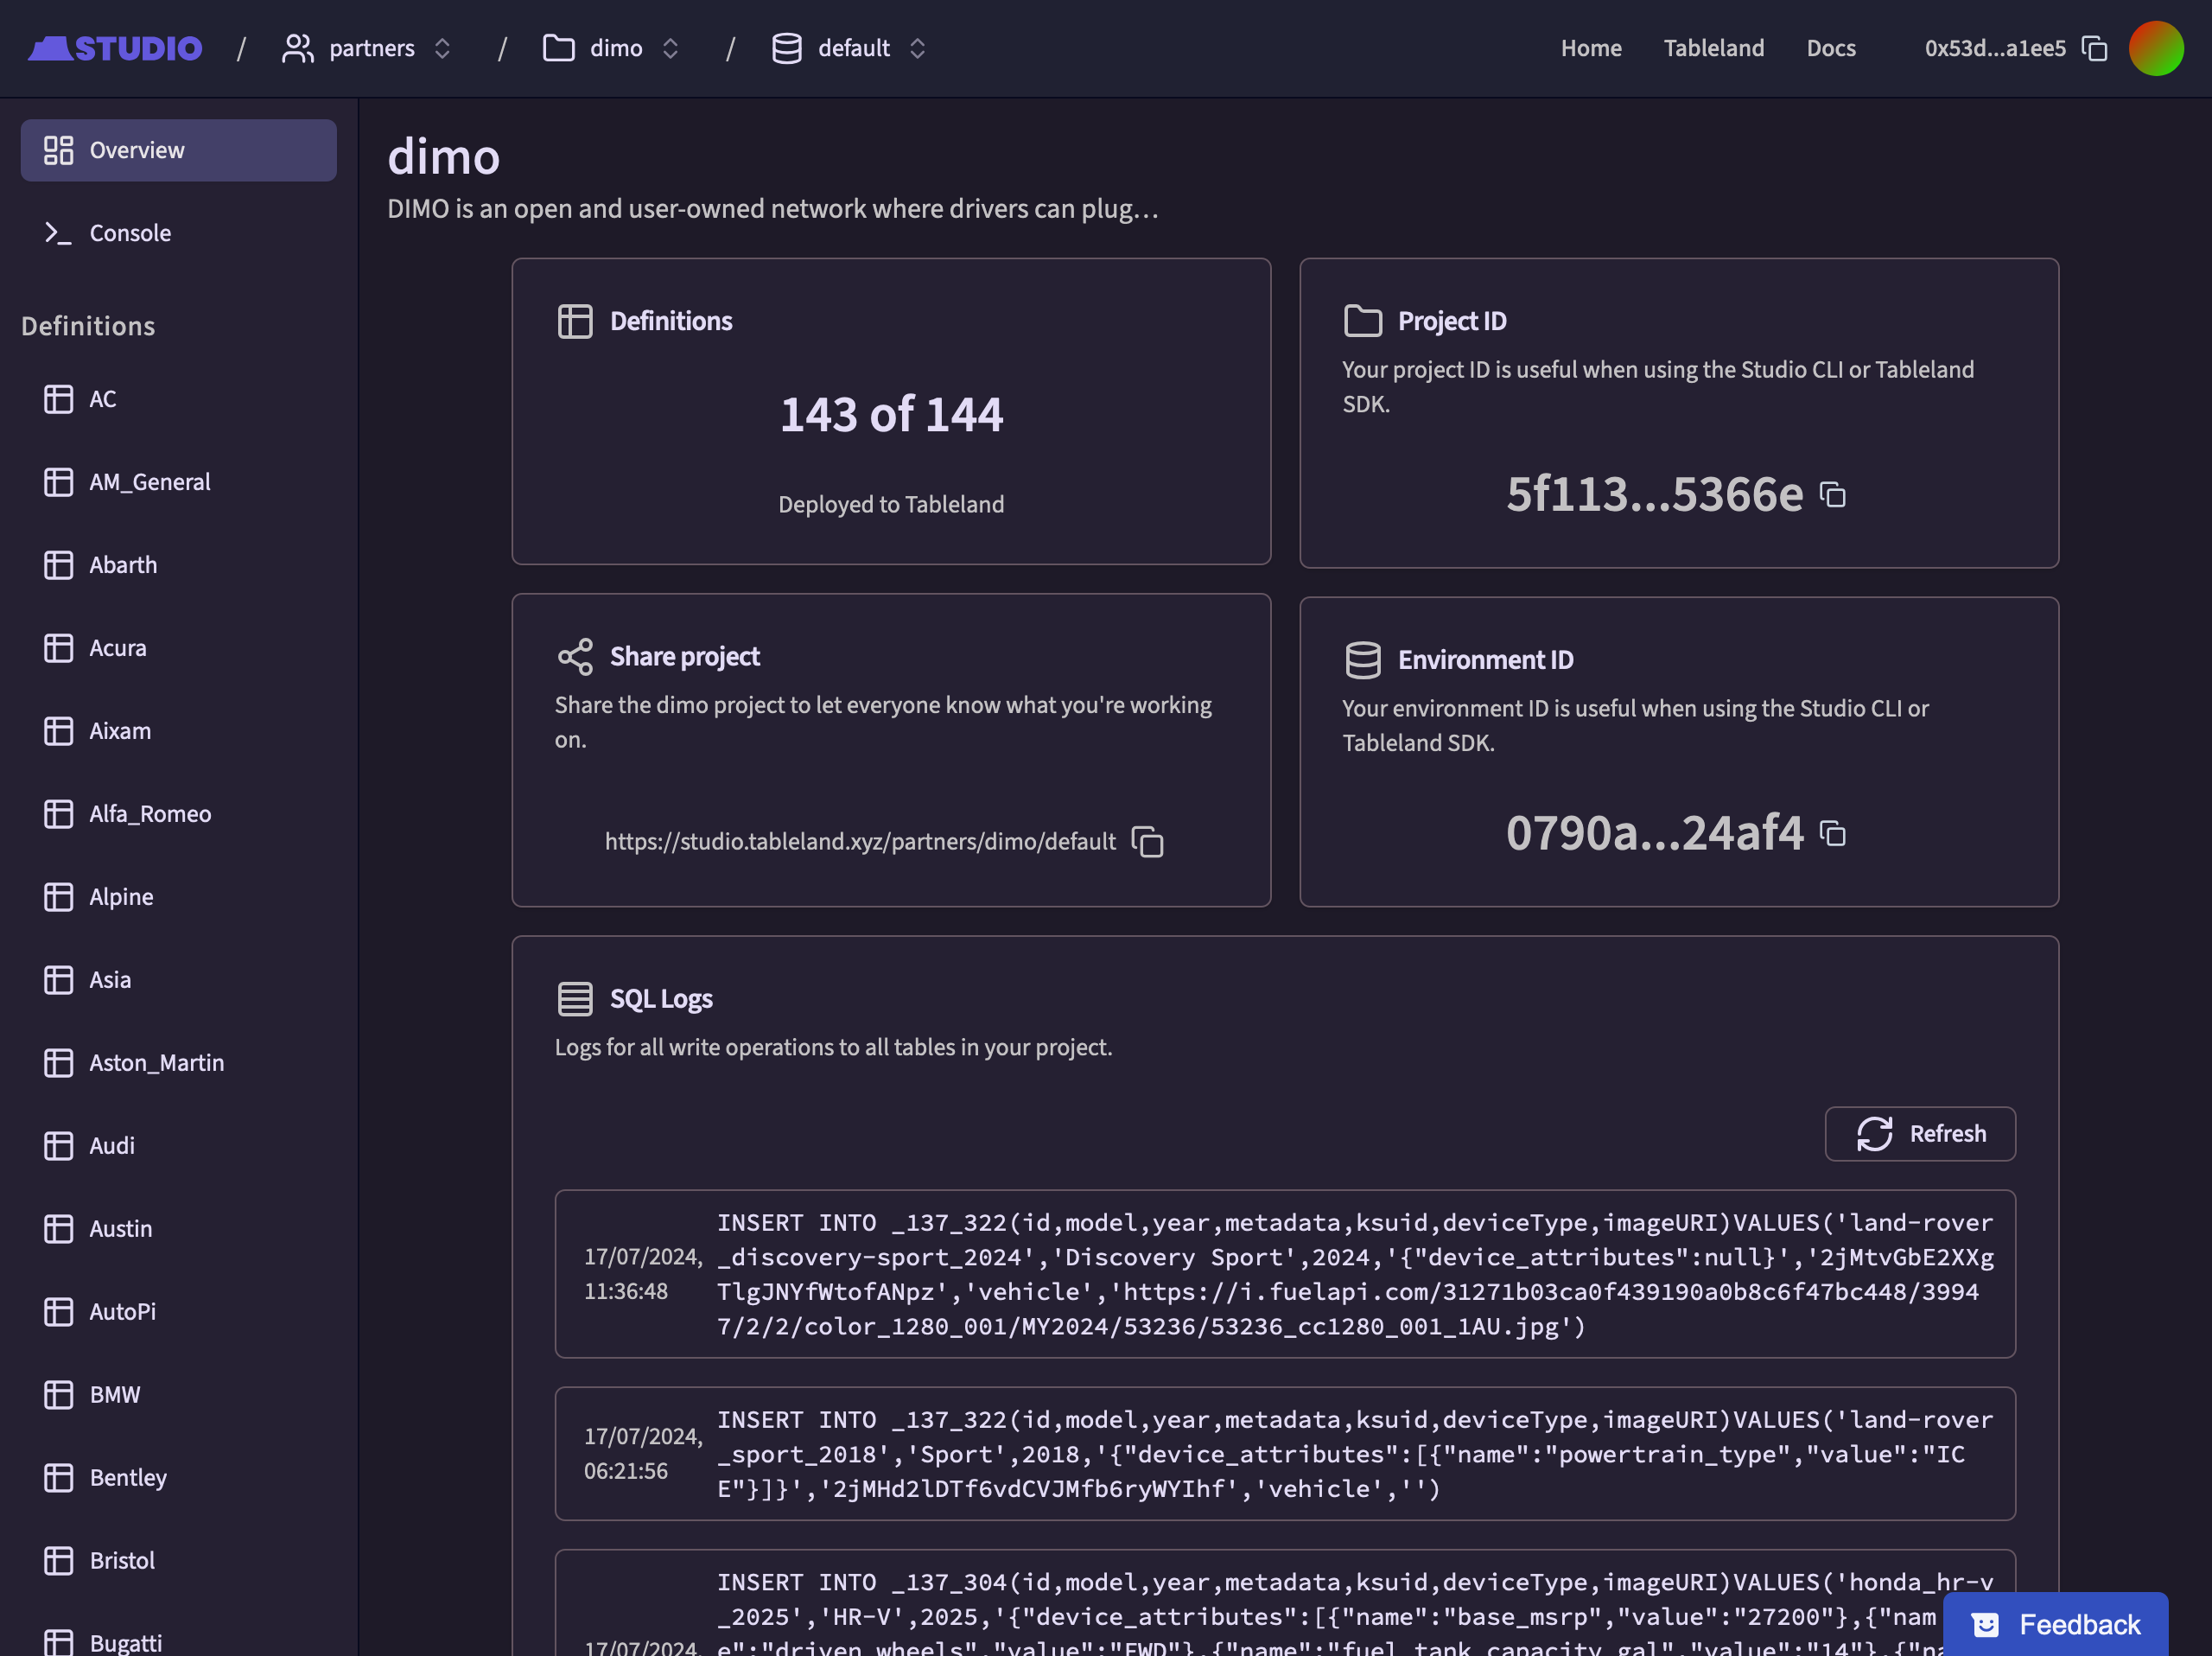 STUDIO / partners / dimo / default Home Tableland Docs 0x53d...a1ee5
Overview
Console
Definitions
AC
AM_General
Abarth
Acura
Aixam
Alfa_Romeo
Alpine
Asia
Aston_Martin
Audi
Austin
AutoPi
BMW
Bentley
Bristol
Bugatti
dimo
DIMO is an open and user-owned network where drivers can plug…
Definitions
143 of 144
Deployed to Tableland
Project ID
Your project ID is useful when using the Studio CLI or Tableland
SDK.
5f113...5366e
Share project
Share the dimo project to let everyone know what you're working
on.
https://studio.tableland.xyz/partners/dimo/default
Environment ID
Your environment ID is useful when using the Studio CLI or
Tableland SDK.
0790a...24af4
SQL Logs
Logs for all write operations to all tables in your project.
Refresh
17/07/2024,
11:36:48
INSERT INTO _137_322(id,model,year,metadata,ksuid,deviceType,imageURI)VALUES('land-rover
_discovery-sport_2024','Discovery Sport',2024,'{"device_attributes":null}','2jMtvGbE2XXg
TlgJNYfWtofANpz','vehicle','https://i.fuelapi.com/31271b03ca0f439190a0b8c6f47bc448/3994
7/2/2/color_1280_001/MY2024/53236/53236_cc1280_001_1AU.jpg')
17/07/2024,
06:21:56
INSERT INTO _137_322(id,model,year,metadata,ksuid,deviceType,imageURI)VALUES('land-rover
_sport_2018','Sport',2018,'{"device_attributes":[{"name":"powertrain_type","value":"IC
E"}]}','2jMHd2lDTf6vdCVJMfb6ryWYIhf','vehicle','')
17/07/2024,
INSERT INTO _137_304(id,model,year,metadata,ksuid,deviceType,imageURI)VALUES('honda_hr-v
_2025','HR-V',2025,'{"device_attributes":[{"name":"base_msrp","value":"27200"},{"nam
e":"driven_wheels","value":"FWD"},{"name":"fuel_tank_capacity_gal","value":"14"},{"na
Feedback